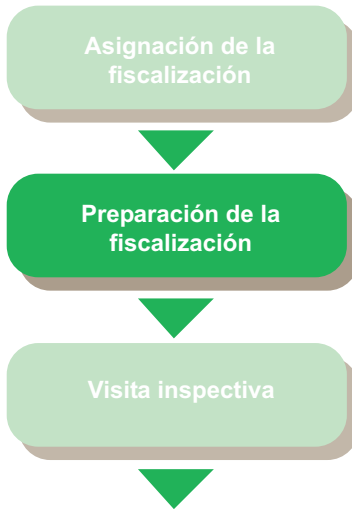 Asignación de la
fiscalización
Preparación de la
fiscalización
Visita inspectiva